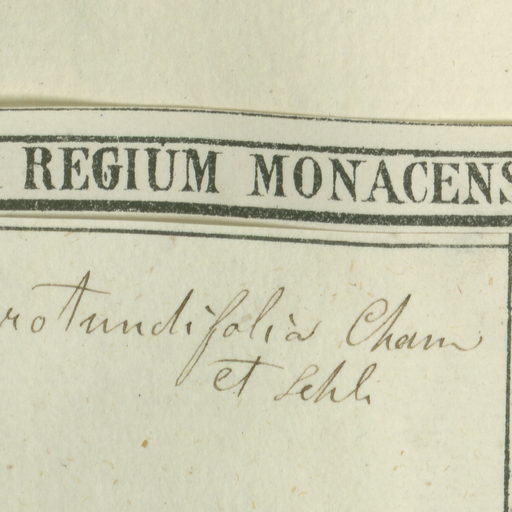 REGIUM MONACENS
rotundifolia Cham
et Schl